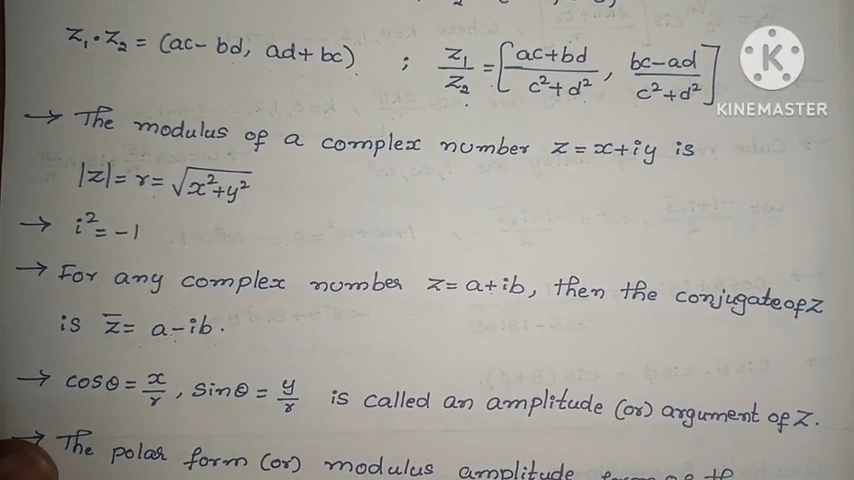 z₁·z₂ = (ac-bd, ad+bc) ; z₁/z₂ = [ac+bd/c²+d², bc-ad/c²+d²]
KINEMASTER
→ The modulus of a complex number z = x+iy is
|z| = r = √x²+y²
→ i² = -1
→ For any complex number z = a+ib, then the conjugate of z
is z̅ = a-ib.
→ cosθ = x/r, sinθ = y/r is called an amplitude (or) argument of z.
→ The polar form (or) modulus amplitude